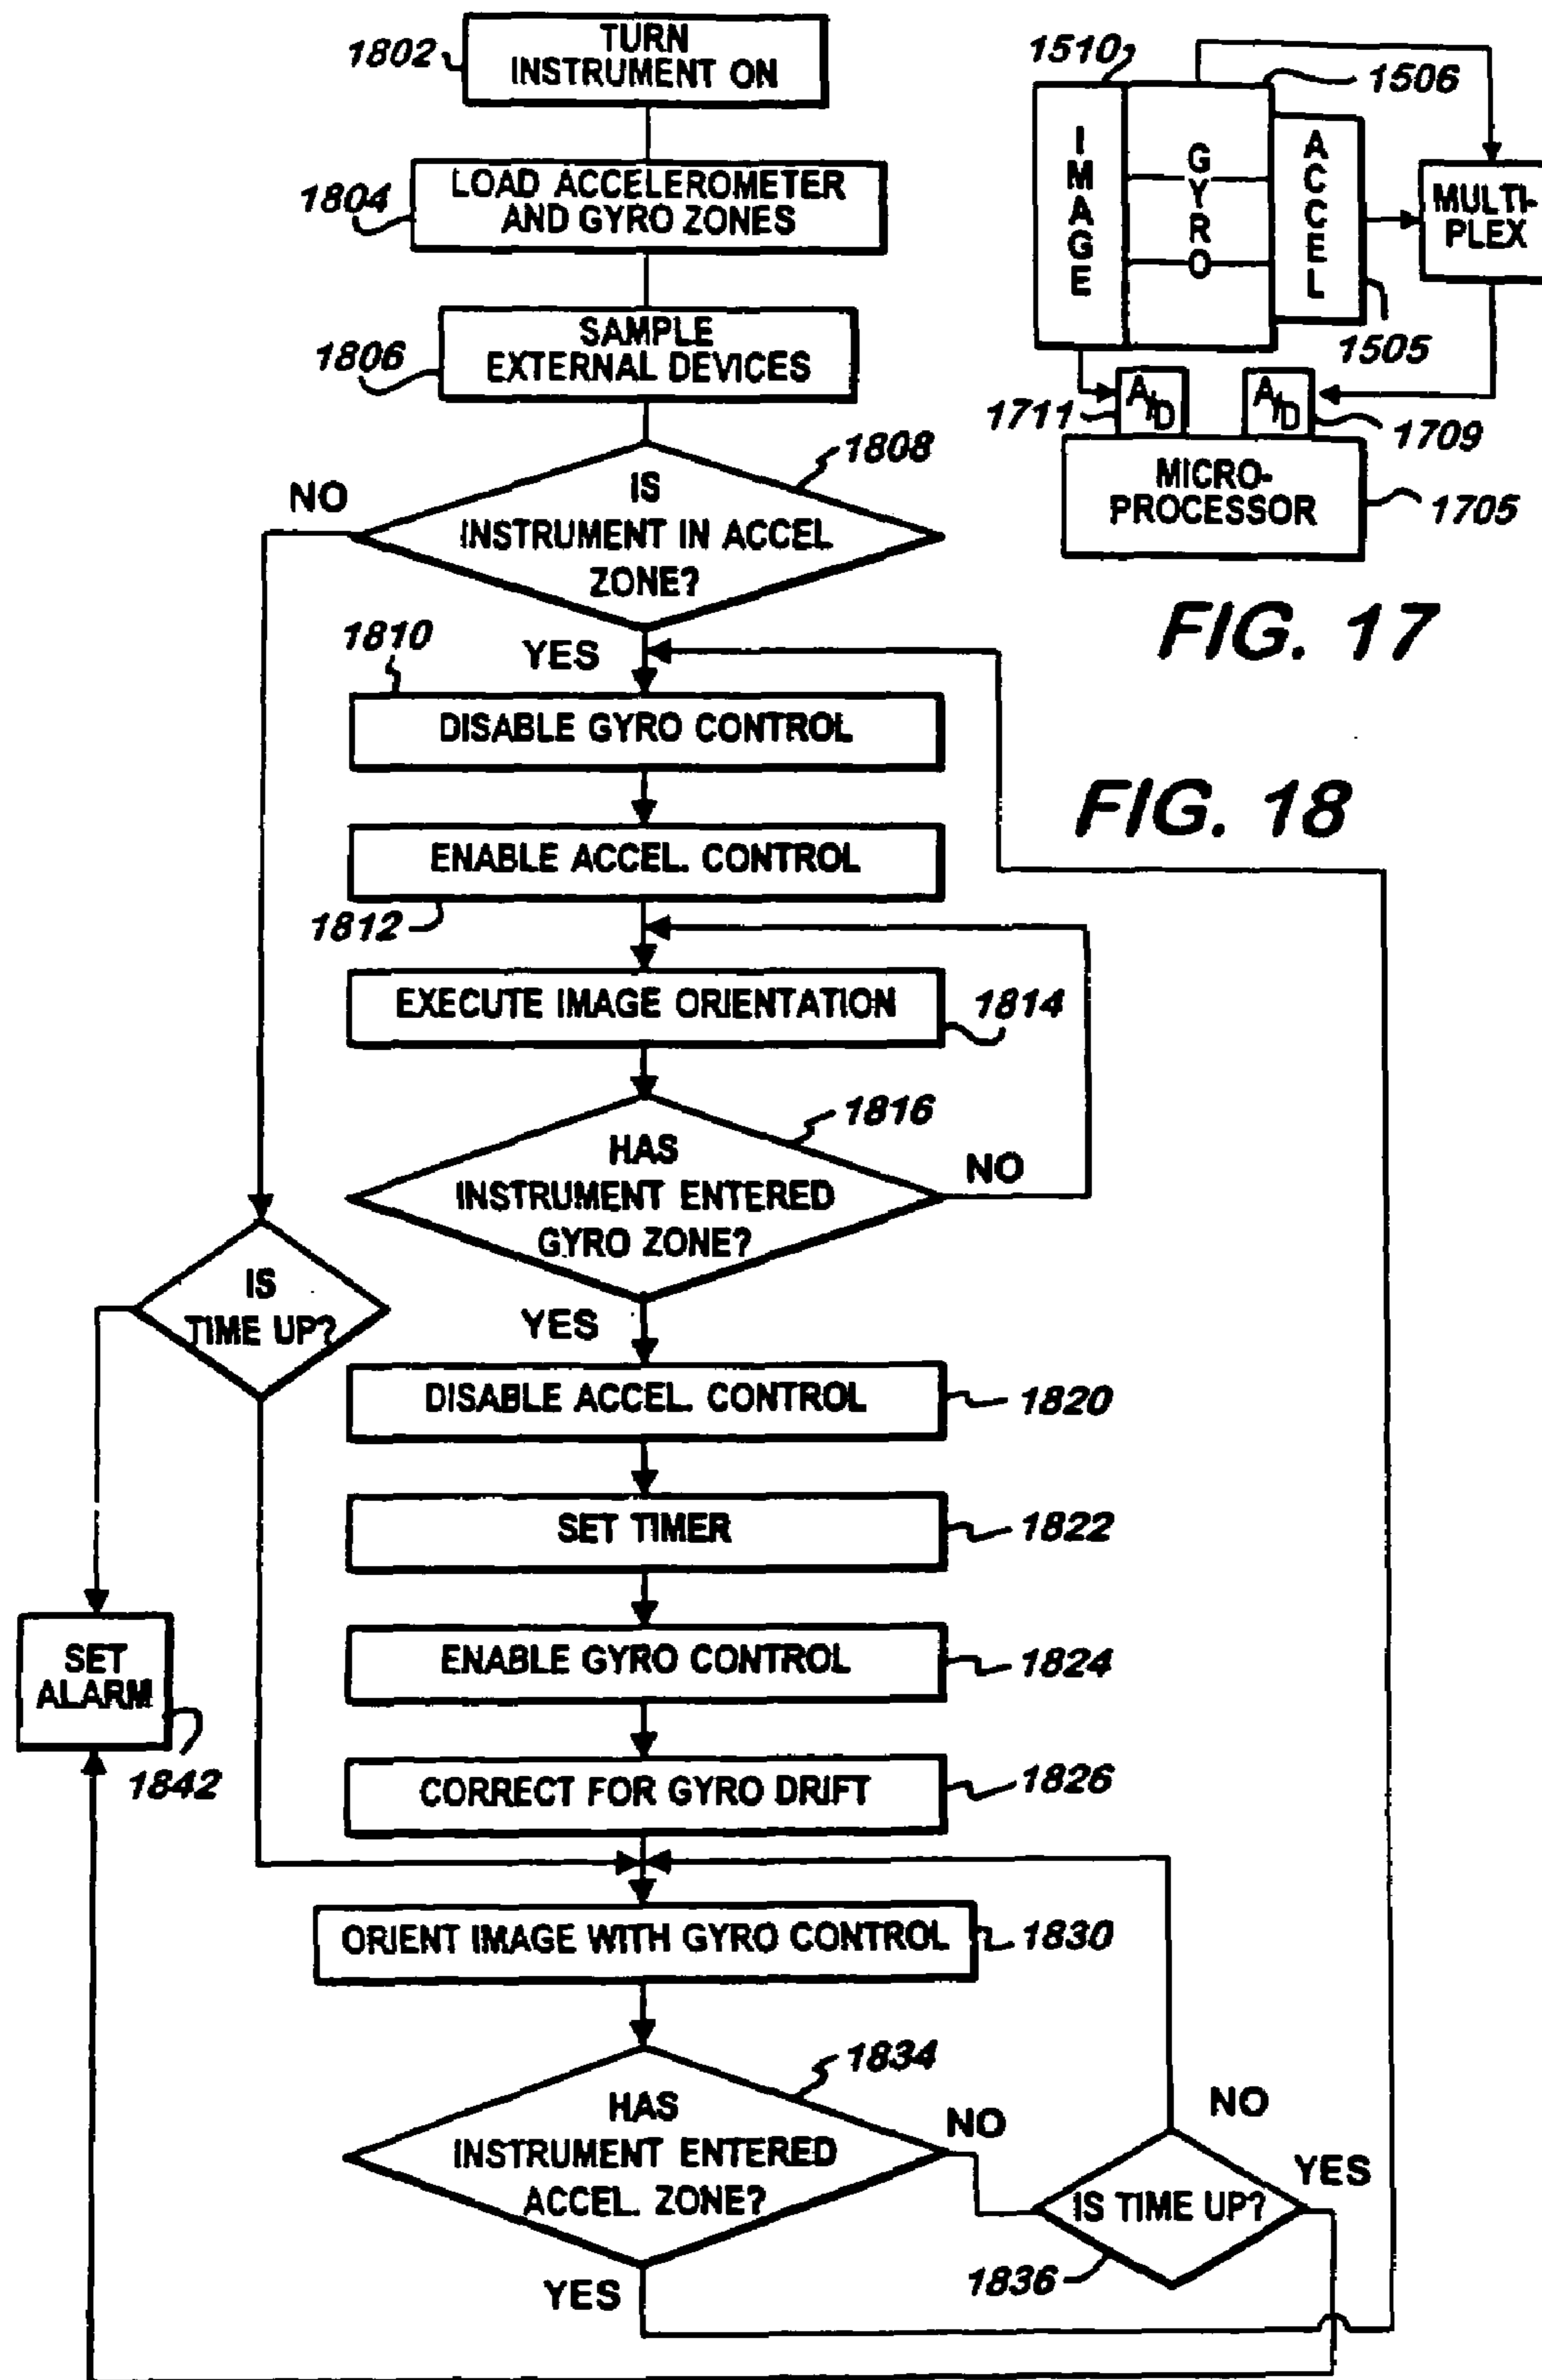 1802
TURN
INSTRUMENT ON
1804
LOAD ACCELEROMETER
AND GYRO ZONES
1806
SAMPLE
EXTERNAL DEVICES
1808
IS
INSTRUMENT IN ACCEL
ZONE?
NO
YES
1810
DISABLE GYRO CONTROL
ENABLE ACCEL. CONTROL
1812
EXECUTE IMAGE ORIENTATION
1814
1816
HAS
INSTRUMENT ENTERED
GYRO ZONE?
NO
YES
IS
TIME UP?
DISABLE ACCEL. CONTROL
1820
SET TIMER
1822
ENABLE GYRO CONTROL
1824
SET
ALARM
1842
CORRECT FOR GYRO DRIFT
1826
ORIENT IMAGE WITH GYRO CONTROL
1830
1834
HAS
INSTRUMENT ENTERED
ACCEL. ZONE?
NO
YES
IS TIME UP?
NO
YES
1836
FIG. 18
1510
1506
IMAGE
GYRO
ACCEL
MULTI-
PLEX
1505
1711
A/D
A/D
1709
MICRO-
PROCESSOR
1705
FIG. 17